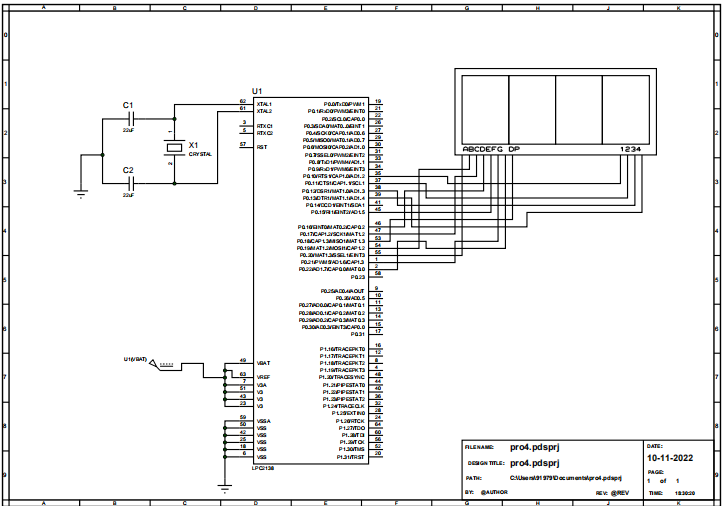 A B C D E F G H J K
0
1
2
3
4
5
6
7
8
9
U1
C1
22uF
X1
CRYSTAL
1
2
C2
22uF
62 XTAL1
61 XTAL2
3 RTXC1
5 RTXC2
57 RST
U1(VBAT)
49 VBAT
63 VREF
7 V3A
51 V3
43 V3
23 V3
59 VSSA
50 VSS
42 VSS
25 VSS
18 VSS
6 VSS
LPC2138
P0.0/TxD0/PWM1 19
P0.1/RxD0/PWM3/EINT0 21
P0.2/SCL0/CAP0.0 22
P0.3/SDA0/MAT0.0/EINT1 26
P0.4/SCK0/CAP0.1/AD0.6 27
P0.5/MISO0/MAT0.1/AD0.7 29
P0.6/MOSI0/CAP0.2/AD1.0 30
P0.7/SSEL0/PWM2/EINT2 31
P0.8/TxD1/PWM4/AD1.1 33
P0.9/RxD1/PWM6/EINT3 34
P0.10/RTS1/CAP1.0/AD1.2 35
P0.11/CTS1/CAP1.1/SCL1 37
P0.12/DSR1/MAT1.0/AD1.3 38
P0.13/DTR1/MAT1.1/AD1.4 39
P0.14/DCD1/EINT1/SDA1 41
P0.15/RI1/EINT2/AD1.5 45
P0.16/EINT0/MAT0.2/CAP0.2 46
P0.17/CAP1.2/SCK1/MAT1.2 47
P0.18/CAP1.3/MISO1/MAT1.3 53
P0.19/MAT1.2/MOSI1/CAP1.2 54
P0.20/MAT1.3/SSEL1/EINT3 55
P0.21/PWM5/AD1.6/CAP1.3 1
P0.22/AD1.7/CAP0.0/MAT0.0 2
P0.23 58
P0.25/AD0.4/AOUT 9
P0.26/AD0.5 10
P0.27/AD0.0/CAP0.1/MAT0.1 11
P0.28/AD0.1/CAP0.2/MAT0.2 13
P0.29/AD0.2/CAP0.3/MAT0.3 14
P0.30/AD0.3/EINT3/CAP0.0 15
P0.31 17
P1.16/TRACEPKT0 16
P1.17/TRACEPKT1 12
P1.18/TRACEPKT2 8
P1.19/TRACEPKT3 4
P1.20/TRACESYNC 48
P1.21/PIPESTAT0 44
P1.22/PIPESTAT1 40
P1.23/PIPESTAT2 36
P1.24/TRACECLK 32
P1.25/EXTIN0 28
P1.26/RTCK 24
P1.27/TDO 64
P1.28/TDI 60
P1.29/TCK 56
P1.30/TMS 52
P1.31/TRST 20
ABCDEFG DP 1234
FILE NAME: pro4.pdsprj
DESIGN TITLE: pro4.pdsprj
PATH: C:\Users\91979\Documents\pro4.pdsprj
BY: @AUTHOR REV: @REV
DATE:
10-11-2022
PAGE:
1 of 1
TIME: 18:30:20
A B C D E F G H J K